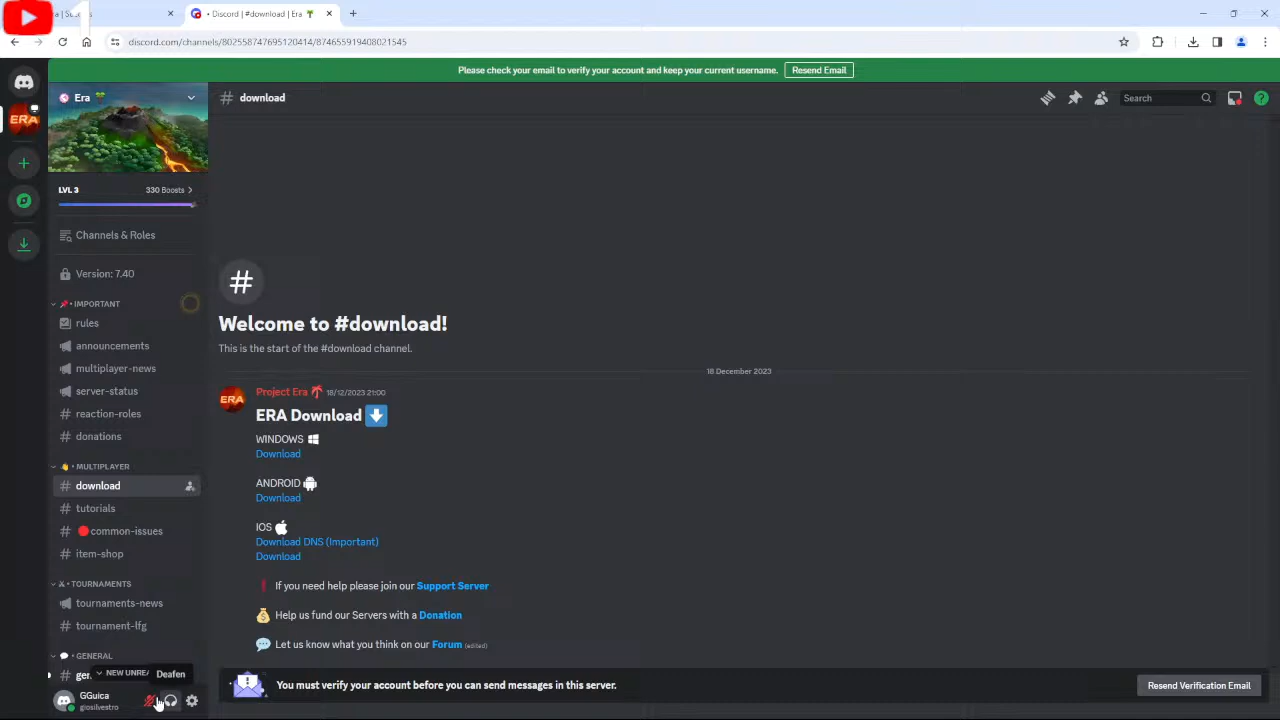 Discord | #download | Era
discord.com/channels/802558747695120414/874655919408021545
Please check your email to verify your account and keep your current username. Resend Email
Era
# download
Search
ERA
LVL 3
330 Boosts
Channels & Roles
Version: 7.40
IMPORTANT
rules
announcements
multiplayer-news
server-status
reaction-roles
donations
MULTIPLAYER
download
tutorials
common-issues
item-shop
TOURNAMENTS
tournaments-news
tournament-lfg
GENERAL
NEW UNREA
Deafen
GGuica
giosilvestro
Welcome to #download!
This is the start of the #download channel.
18 December 2023
ERA
Project Era 18/12/2023 21:00
ERA Download
WINDOWS
Download
ANDROID
Download
IOS
Download DNS (Important)
Download
If you need help please join our Support Server
Help us fund our Servers with a Donation
Let us know what you think on our Forum (edited)
You must verify your account before you can send messages in this server.
Resend Verification Email